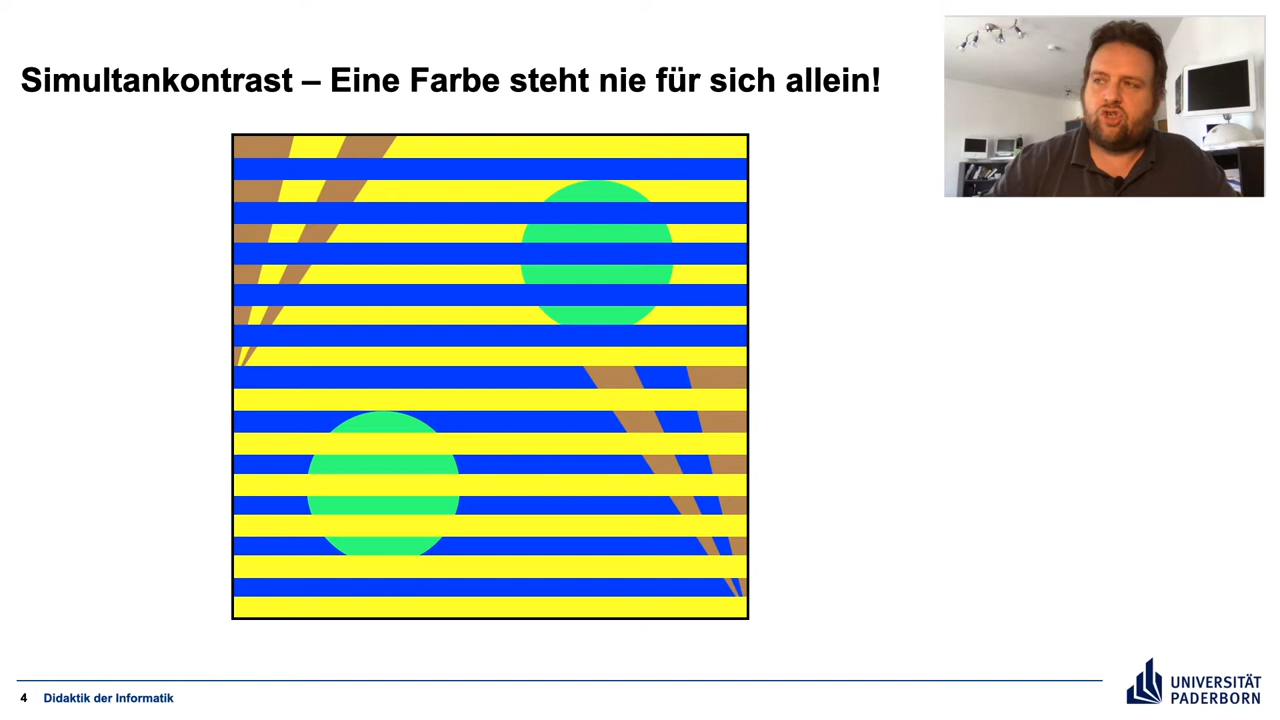 Simultankontrast – Eine Farbe steht nie für sich allein!
4 Didaktik der Informatik
UNIVERSITÄT
PADERBORN